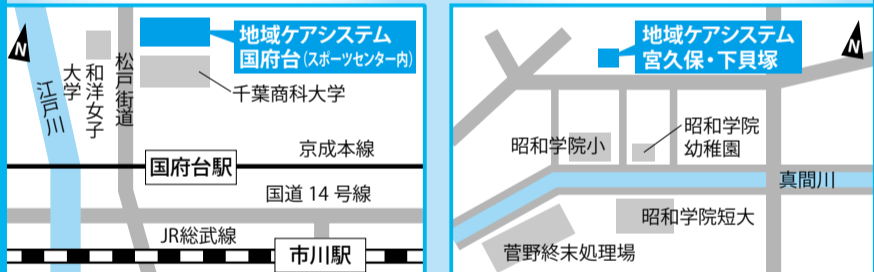 N
地域ケアシステム
国府台（スポーツセンター内）
和洋女子
大学
松戸街道
江戸川
千葉商科大学
京成本線
国府台駅
国道14号線
JR総武線
市川駅
地域ケアシステム
宮久保・下貝塚
N
昭和学院小
昭和学院
幼稚園
真間川
昭和学院短大
菅野終末処理場